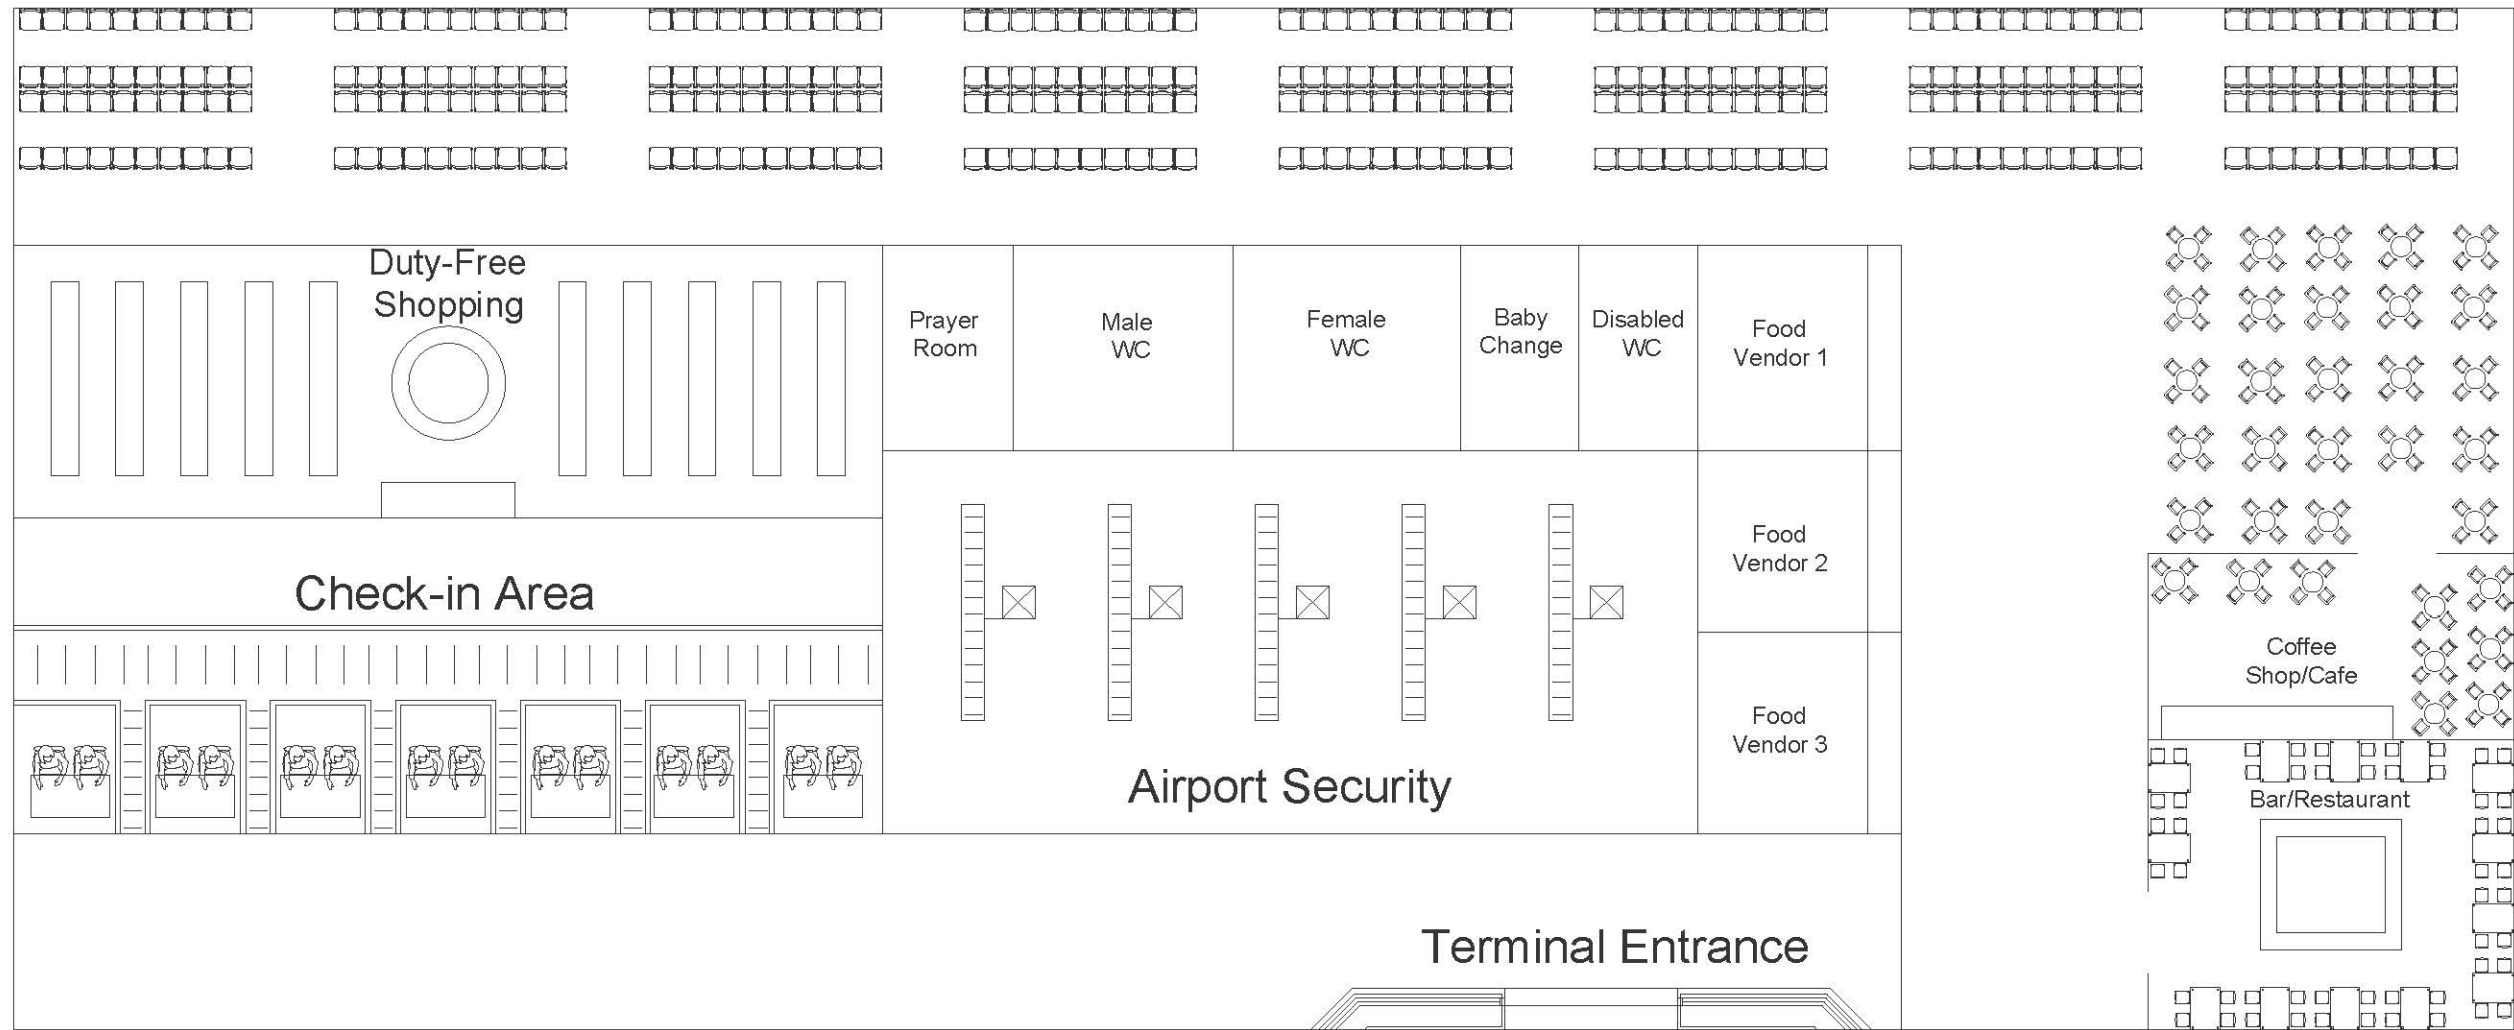 Duty-Free
Shopping
Prayer
Room
Male
WC
Female
WC
Baby
Change
Disabled
WC
Food
Vendor 1
Food
Vendor 2
Check-in Area
Coffee
Shop/Cafe
Food
Vendor 3
Airport Security
Bar/Restaurant
Terminal Entrance